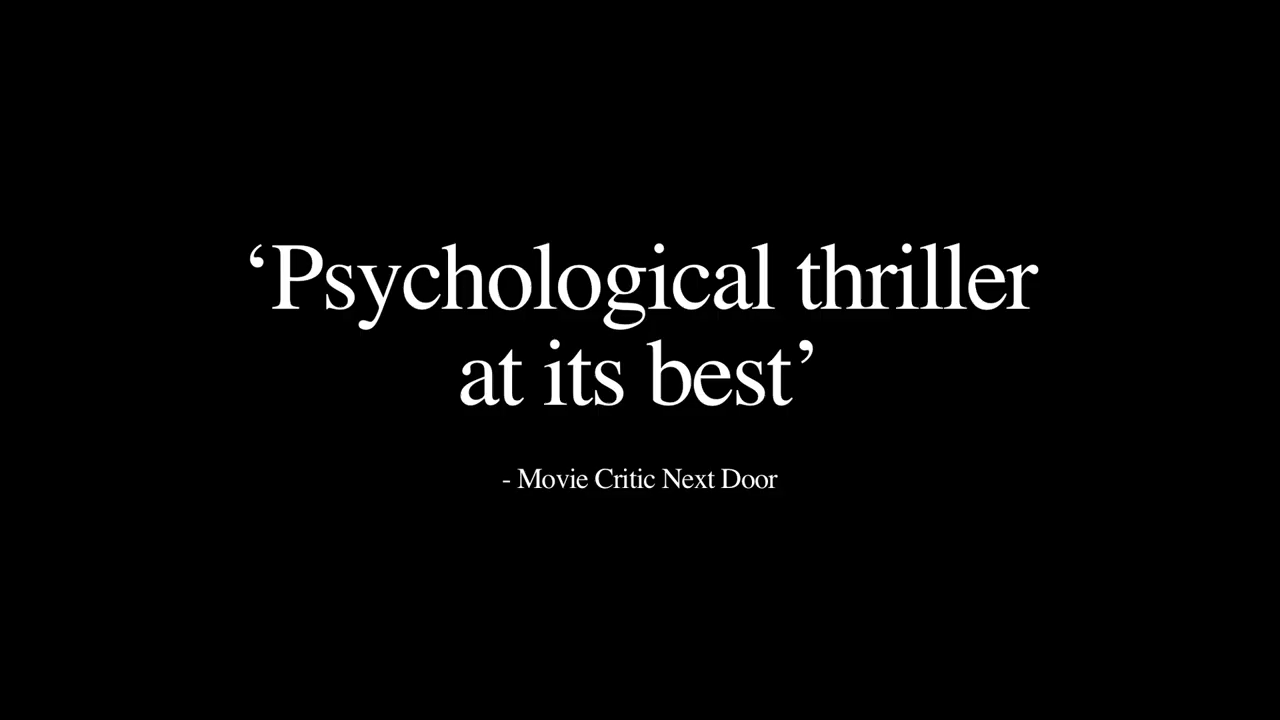 ‘Psychological thriller
at its best’
- Movie Critic Next Door